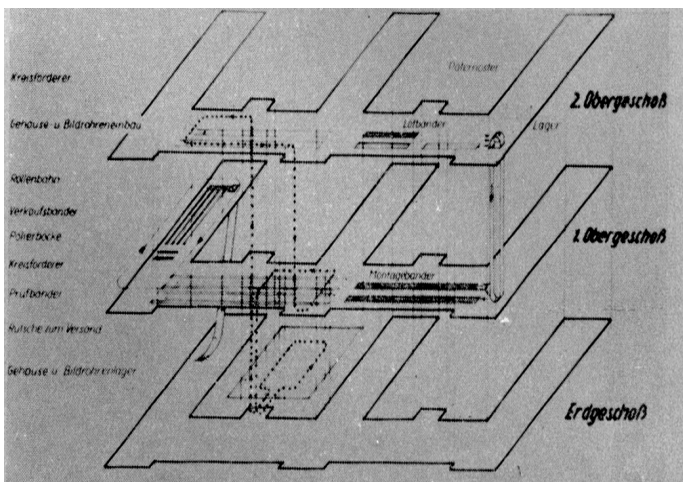 Kreisförderer
Paternoster
2. Obergeschoß
Gehäuse- u Bildröhreneinbau
Lötbänder
Lager
Rollenbahn
Verkaufsbänder
Polierböcke
1. Obergeschoß
Kreisförderer
Montagebänder
Prüfbänder
Rutsche zum Versand
Gehäuse u. Bildröhrenlager
Erdgeschoß